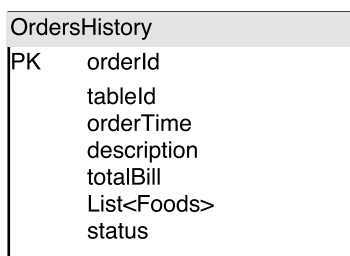 OrdersHistory
PK orderId
tableId
orderTime
description
totalBill
List<Foods>
status